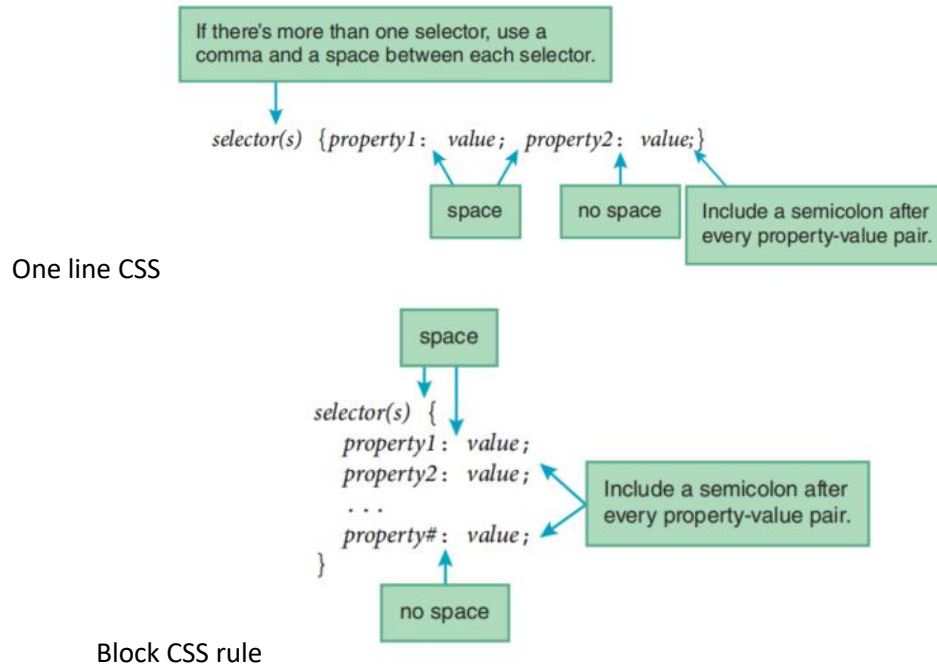 If there's more than one selector, use a
comma and a space between each selector.
selector(s) {property1: value; property2: value;}
space
no space
Include a semicolon after
every property-value pair.
One line CSS
space
selector(s) {
property1: value;
property2: value;
...
property#: value;
}
Include a semicolon after
every property-value pair.
no space
Block CSS rule